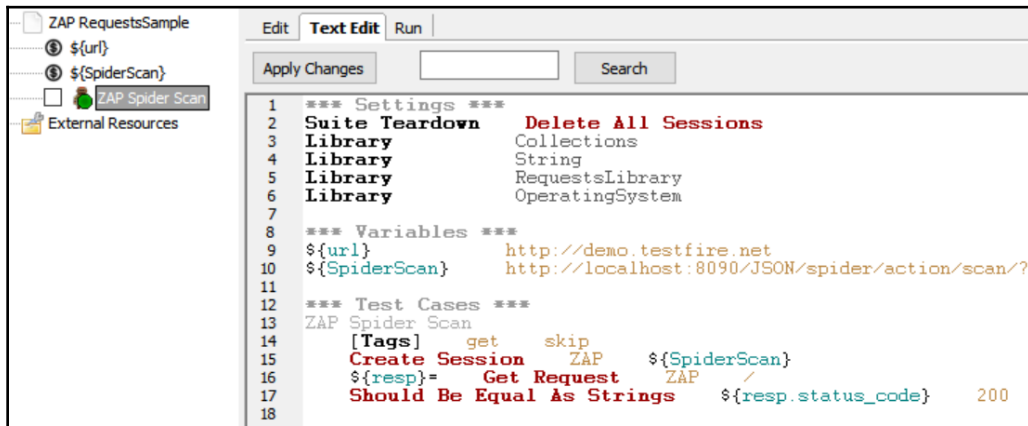 ZAP RequestsSample
${url}
${SpiderScan}
ZAP Spider Scan
External Resources
Edit Text Edit Run
Apply Changes Search
1 *** Settings ***
2 Suite Teardown Delete All Sessions
3 Library Collections
4 Library String
5 Library RequestsLibrary
6 Library OperatingSystem
7
8 *** Variables ***
9 ${url} http://demo.testfire.net
10 ${SpiderScan} http://localhost:8090/JSON/spider/action/scan/?
11
12 *** Test Cases ***
13 ZAP Spider Scan
14 [Tags] get skip
15 Create Session ZAP ${SpiderScan}
16 ${resp}= Get Request ZAP /
17 Should Be Equal As Strings ${resp.status_code} 200
18